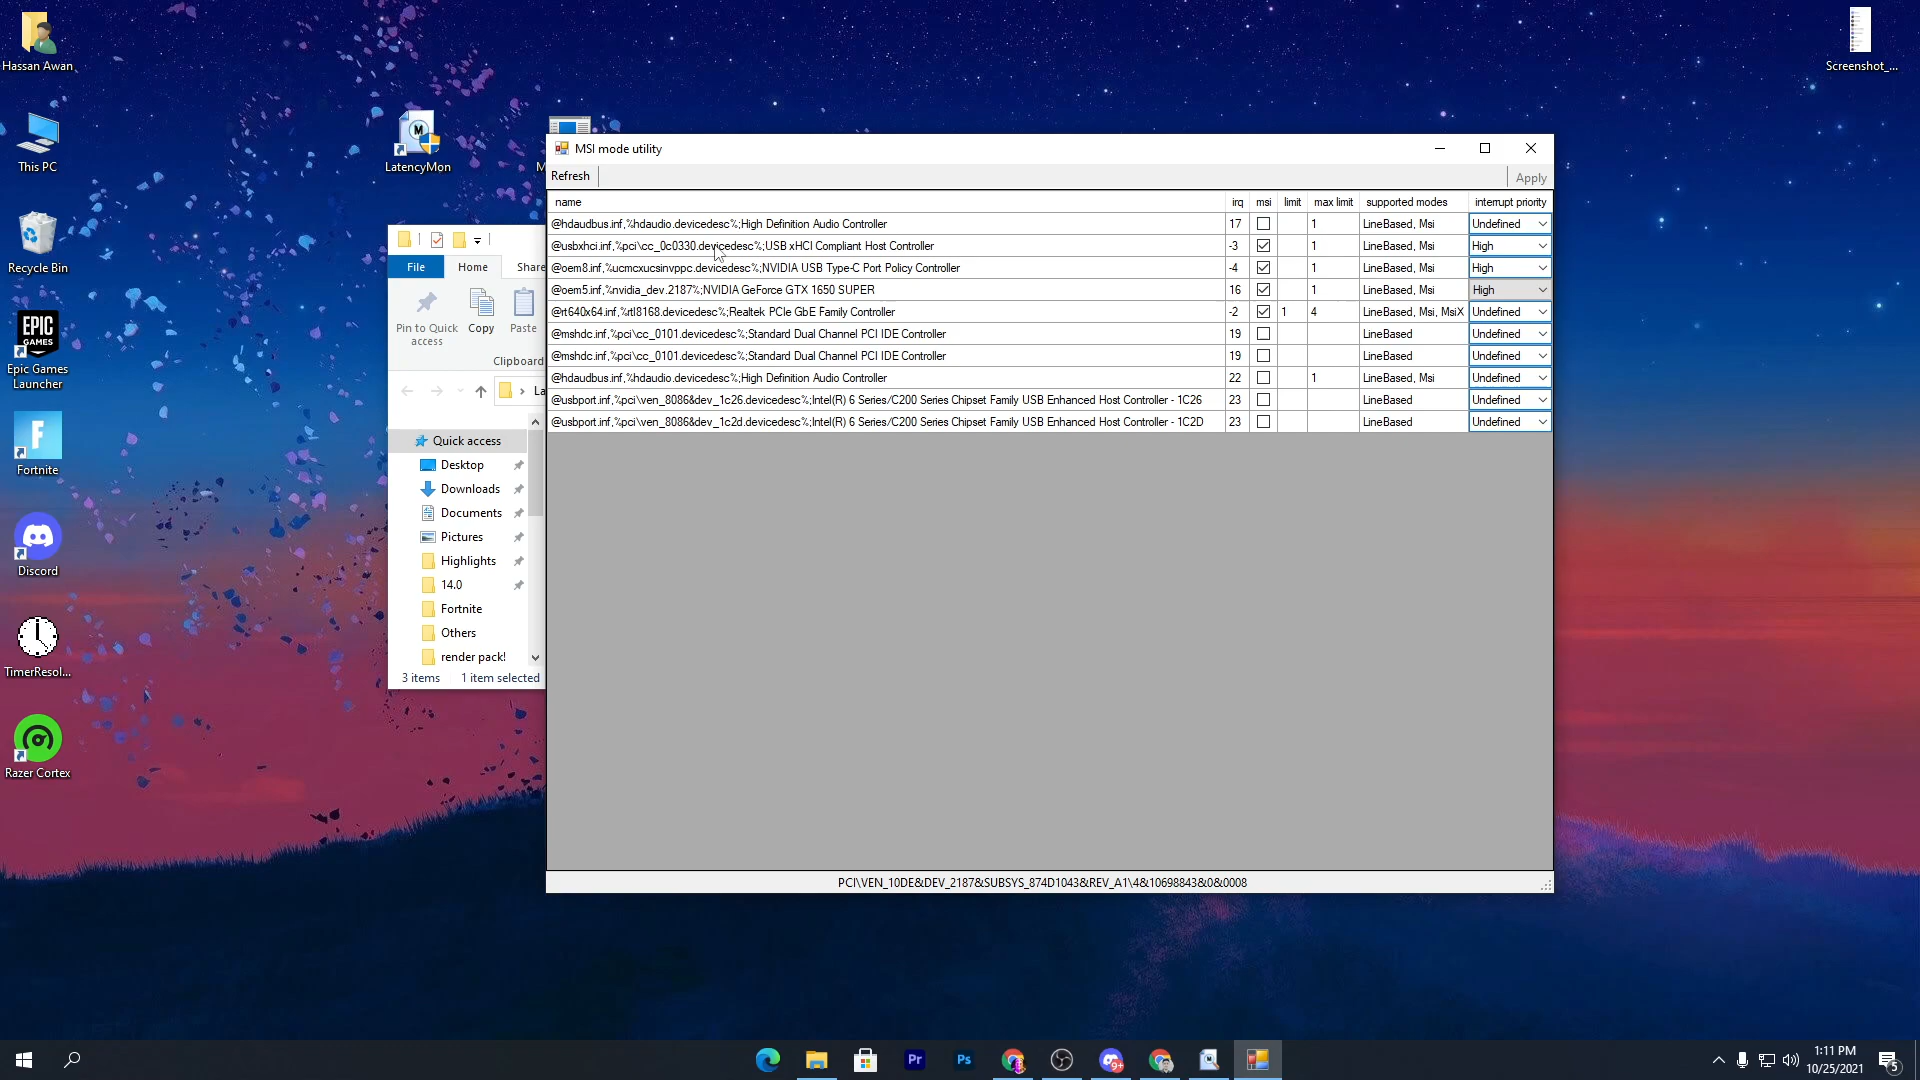 Hassan Awan
This PC
Recycle Bin
EPIC
GAMES
Epic Games
Launcher
Fortnite
Discord
TimerResol...
Razer Cortex
LatencyMon
M
Screenshot_...
File
Home
Share
Pin to Quick
access
Copy
Paste
Clipboard
La
Quick access
Desktop
Downloads
Documents
Pictures
Highlights
14.0
Fortnite
Others
render pack!
3 items
1 item selected
MSI mode utility
Refresh
Apply
name irq msi limit max limit supported modes interrupt priority
@hdaudbus.inf,%hdaudio.devicedesc%;High Definition Audio Controller 17 1 LineBased, Msi Undefined
@usbxhci.inf,%pci\cc_0c0330.devicedesc%;USB xHCI Compliant Host Controller -3 1 LineBased, Msi High
@oem8.inf,%ucmcxucsinvppc.devicedesc%;NVIDIA USB Type-C Port Policy Controller -4 1 LineBased, Msi High
@oem5.inf,%nvidia_dev.2187%;NVIDIA GeForce GTX 1650 SUPER 16 1 LineBased, Msi High
@rt640x64.inf,%rtl8168.devicedesc%;Realtek PCIe GbE Family Controller -2 1 4 LineBased, Msi, MsiX Undefined
@mshdc.inf,%pci\cc_0101.devicedesc%;Standard Dual Channel PCI IDE Controller 19 LineBased Undefined
@mshdc.inf,%pci\cc_0101.devicedesc%;Standard Dual Channel PCI IDE Controller 19 LineBased Undefined
@hdaudbus.inf,%hdaudio.devicedesc%;High Definition Audio Controller 22 1 LineBased, Msi Undefined
@usbport.inf,%pci\ven_8086&dev_1c26.devicedesc%;Intel(R) 6 Series/C200 Series Chipset Family USB Enhanced Host Controller - 1C26 23 LineBased Undefined
@usbport.inf,%pci\ven_8086&dev_1c2d.devicedesc%;Intel(R) 6 Series/C200 Series Chipset Family USB Enhanced Host Controller - 1C2D 23 LineBased Undefined
PCI\VEN_10DE&DEV_2187&SUBSYS_874D1043&REV_A1\4&10698843&0&0008
Pr
Ps
9+
1:11 PM
10/25/2021
5